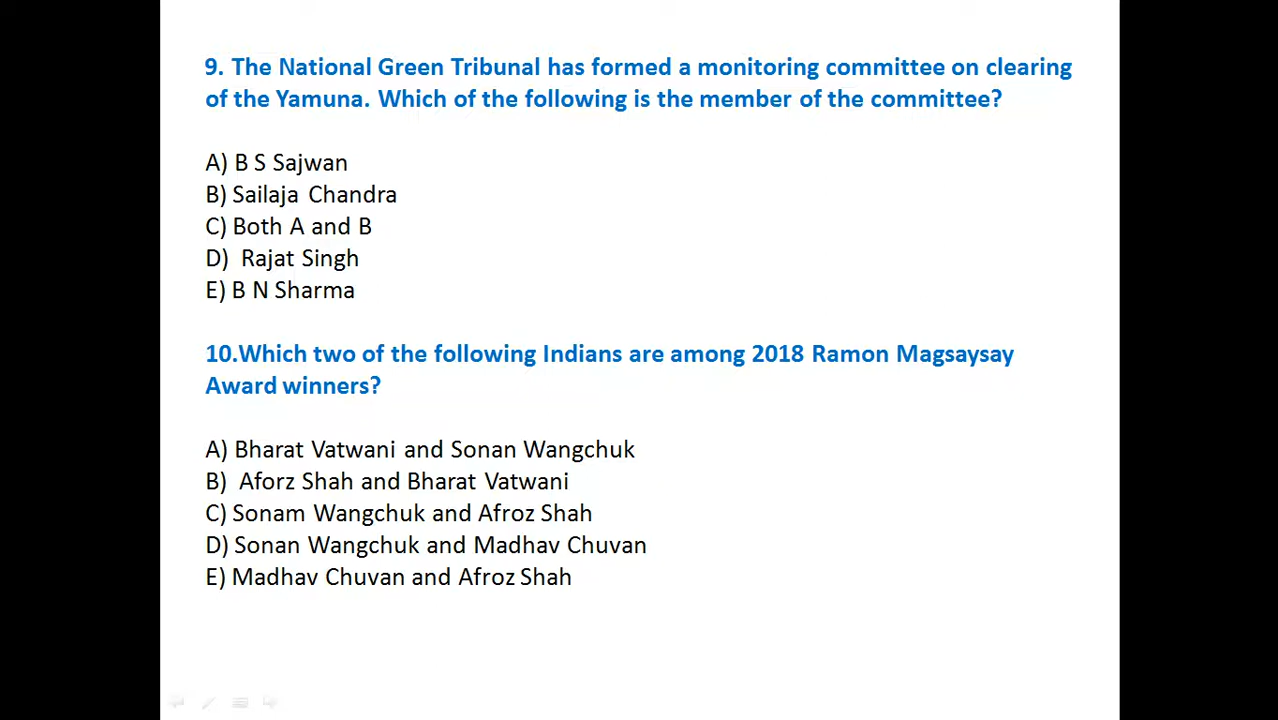 9. The National Green Tribunal has formed a monitoring committee on clearing
of the Yamuna. Which of the following is the member of the committee?
A) B S Sajwan
B) Sailaja Chandra
C) Both A and B
D) Rajat Singh
E) B N Sharma
10.Which two of the following Indians are among 2018 Ramon Magsaysay
Award winners?
A) Bharat Vatwani and Sonan Wangchuk
B) Aforz Shah and Bharat Vatwani
C) Sonam Wangchuk and Afroz Shah
D) Sonan Wangchuk and Madhav Chuvan
E) Madhav Chuvan and Afroz Shah